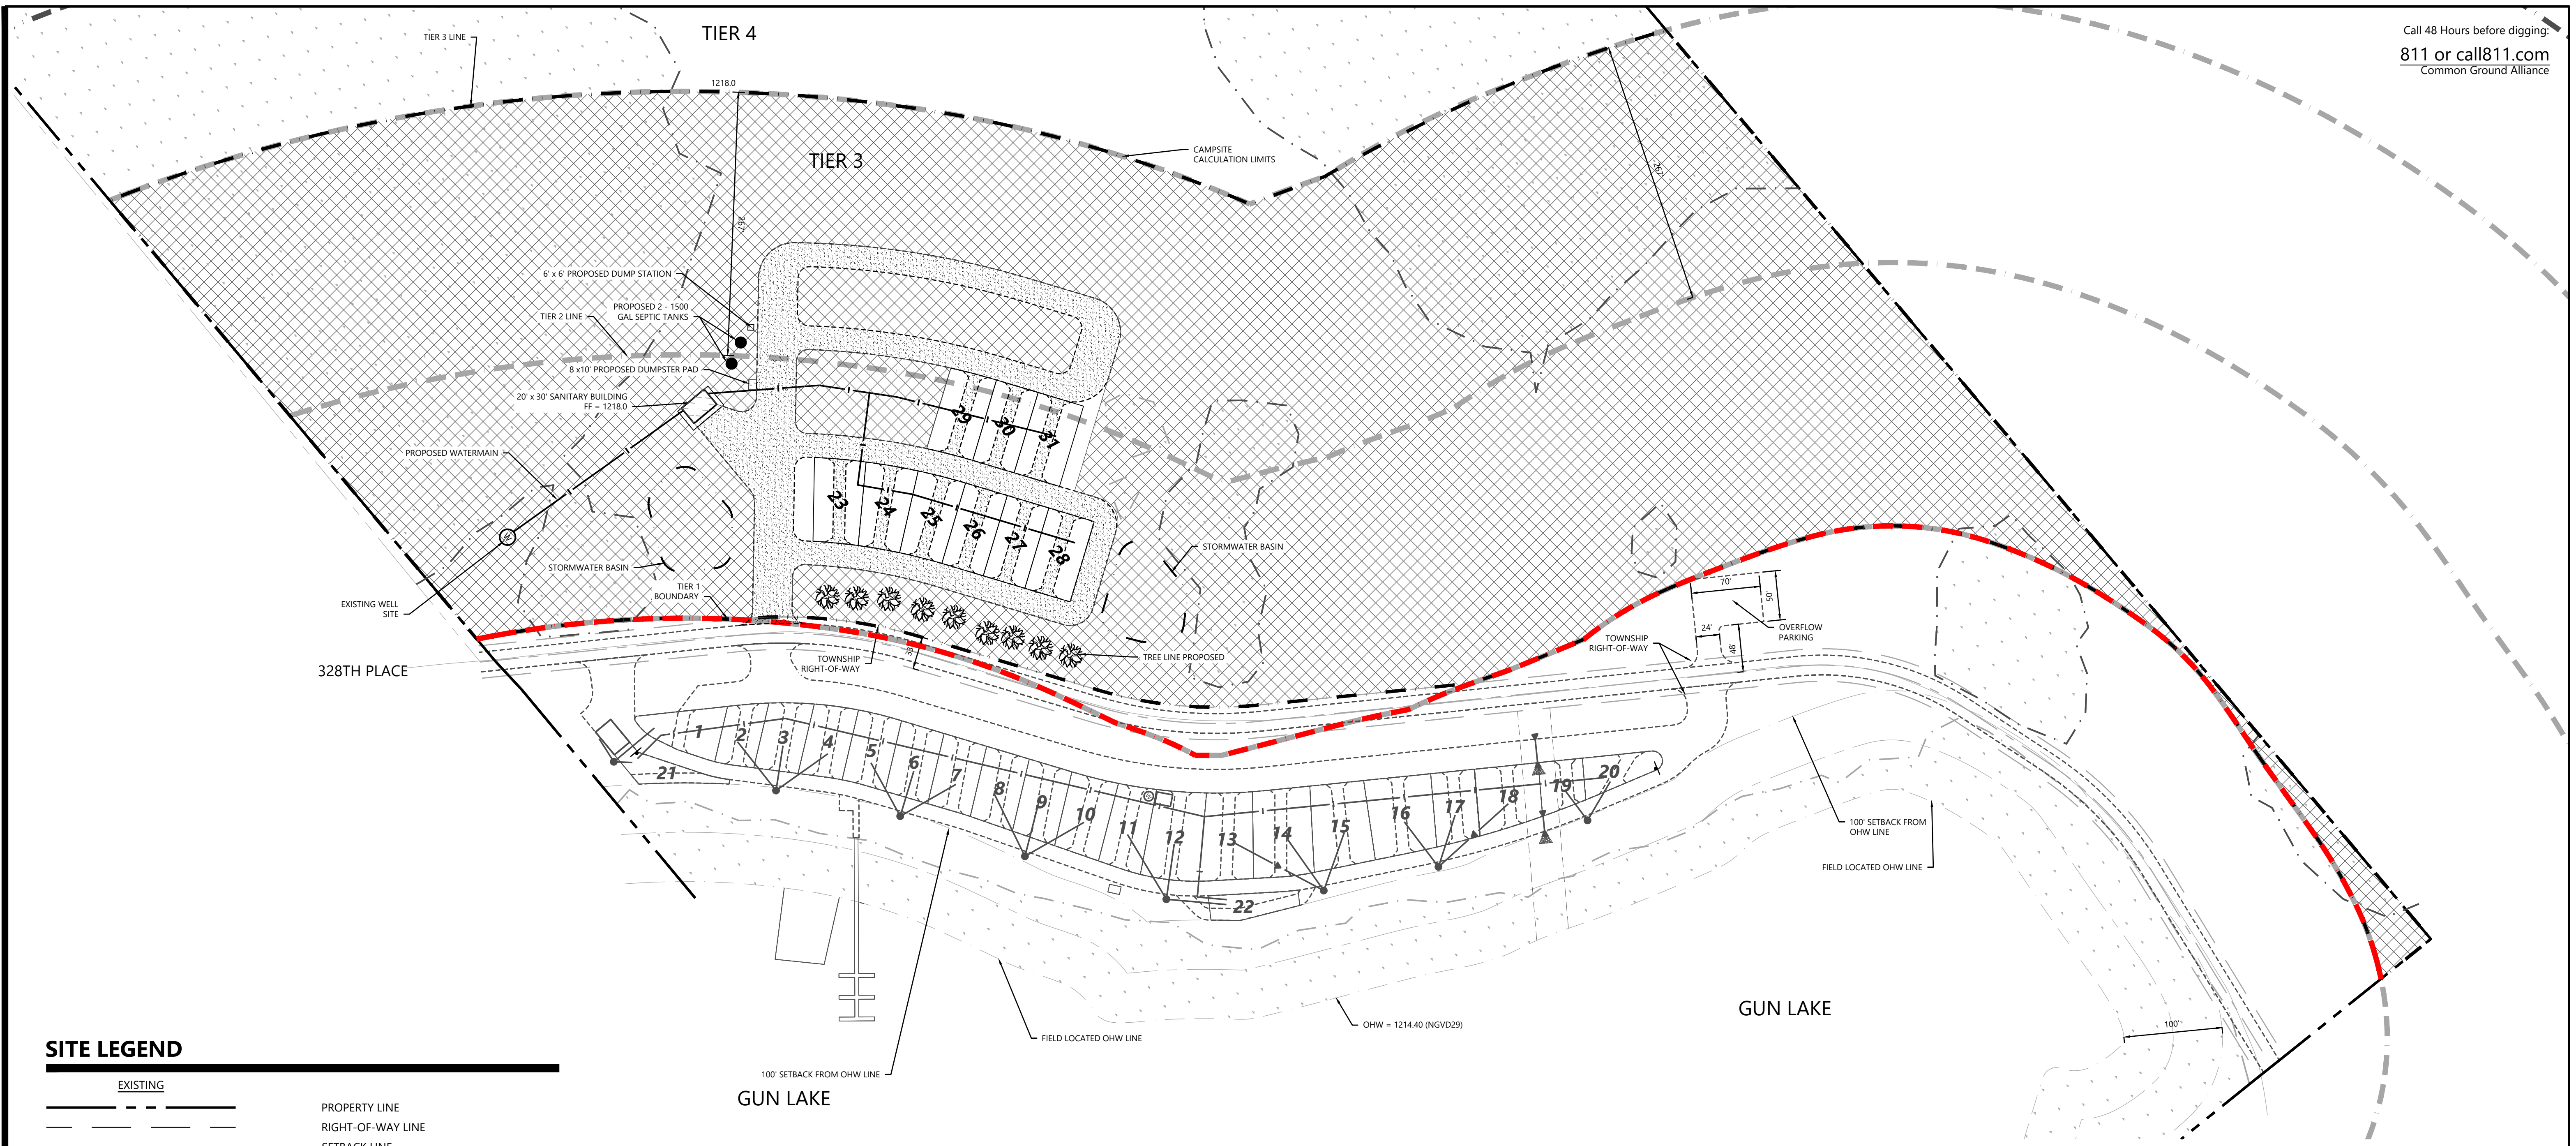 TIER 4
Call 48 Hours before digging:
811 or call811.com
Common Ground Alliance
TIER 3 LINE
1218.0
TIER 3
CAMPSITE
CALCULATION LIMITS
267'
267'
6' x 6' PROPOSED DUMP STATION
PROPOSED 2 - 1500
GAL SEPTIC TANKS
TIER 2 LINE
8 x10' PROPOSED DUMPSTER PAD
20' x 30' SANITARY BUILDING
FF = 1218.0
29
30
31
PROPOSED WATERMAIN
23
24
25
26
27
28
W
STORMWATER BASIN
STORMWATER BASIN
TIER 1
BOUNDARY
EXISTING WELL
SITE
70'
50'
24'
48'
OVERFLOW
PARKING
TOWNSHIP
RIGHT-OF-WAY
TOWNSHIP
RIGHT-OF-WAY
33'
TREE LINE PROPOSED
328TH PLACE
1
2
3
4
5
6
7
8
9
10
11
12
13
14
15
16
17
18
19
20
21
22
100' SETBACK FROM
OHW LINE
FIELD LOCATED OHW LINE
GUN LAKE
OHW = 1214.40 (NGVD29)
FIELD LOCATED OHW LINE
100'
100' SETBACK FROM OHW LINE
GUN LAKE
SITE LEGEND
EXISTING
PROPERTY LINE
RIGHT-OF-WAY LINE
SETBACK LINE